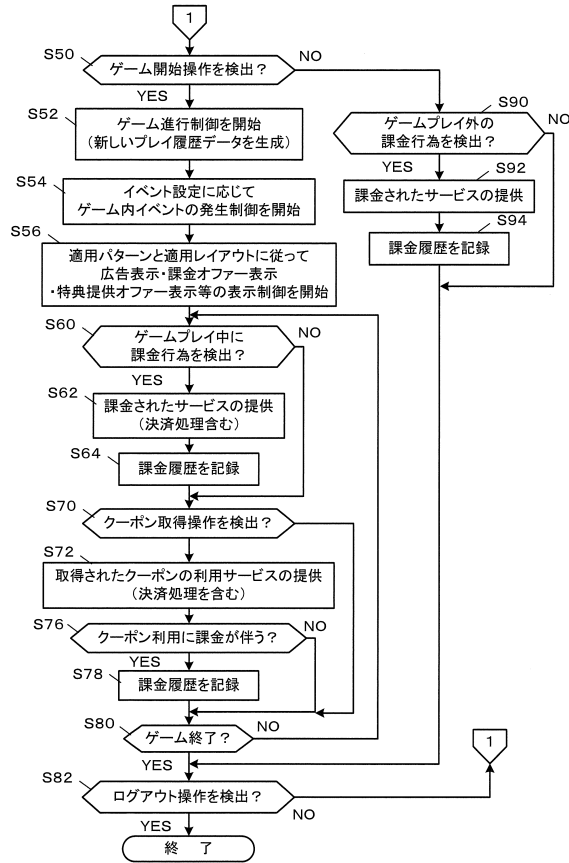 1
S50
ゲーム開始操作を検出？
NO
YES
S52
ゲーム進行制御を開始
(新しいプレイ履歴データを生成)
S90
ゲームプレイ外の
課金行為を検出？
NO
YES
S92
課金されたサービスの提供
S94
課金履歴を記録
S54
イベント設定に応じて
ゲーム内イベントの発生制御を開始
S56
適用パターンと適用レイアウトに従って
広告表示・課金オファー表示
・特典提供オファー表示等の表示制御を開始
S60
ゲームプレイ中に
課金行為を検出？
NO
YES
S62
課金されたサービスの提供
(決済処理含む)
S64
課金履歴を記録
S70
クーポン取得操作を検出？
S72
取得されたクーポンの利用サービスの提供
(決済処理を含む)
S76
クーポン利用に課金が伴う？
NO
YES
S78
課金履歴を記録
S80
ゲーム終了？
NO
YES
1
S82
ログアウト操作を検出？
NO
YES
終　了